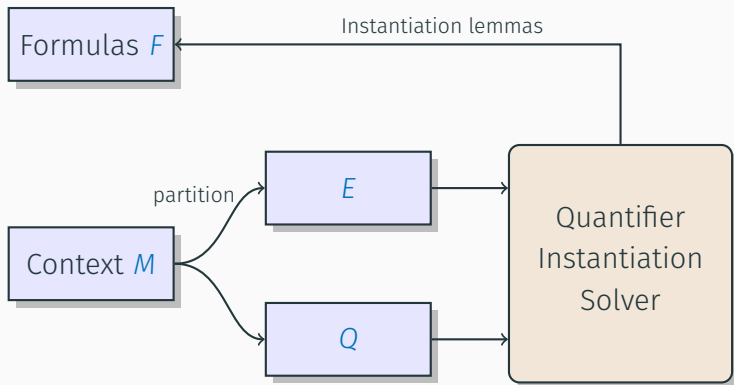 Instantiation lemmas
Formulas F
partition
E
Context M
Q
Quantifier
Instantiation
Solver